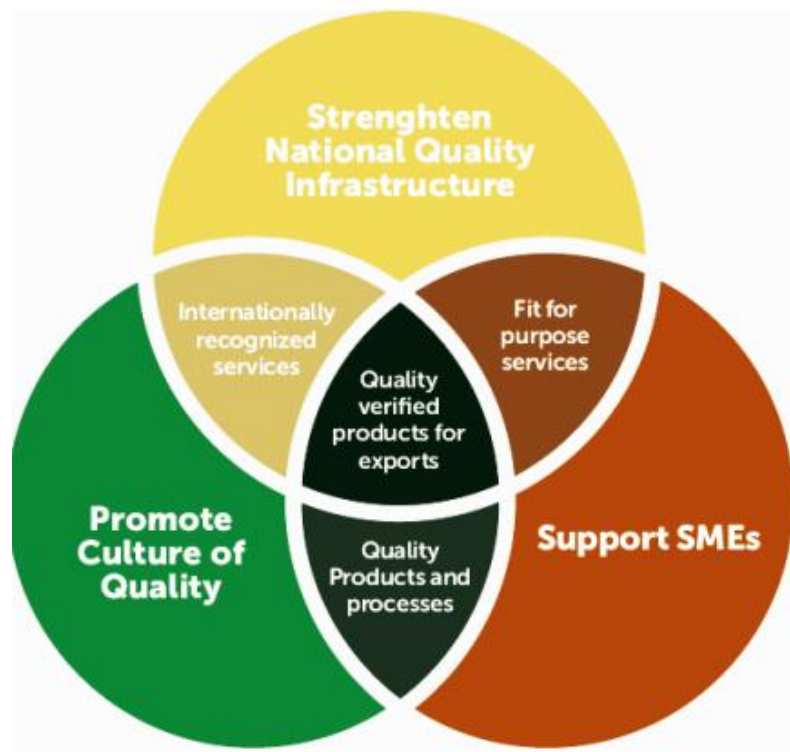 Strenghten
National Quality
Infrastructure
Internationally
recognized
services
Fit for
purpose
services
Quality
verified
products for
exports
Promote
Culture of
Quality
Support SMEs
Quality
Products and
processes